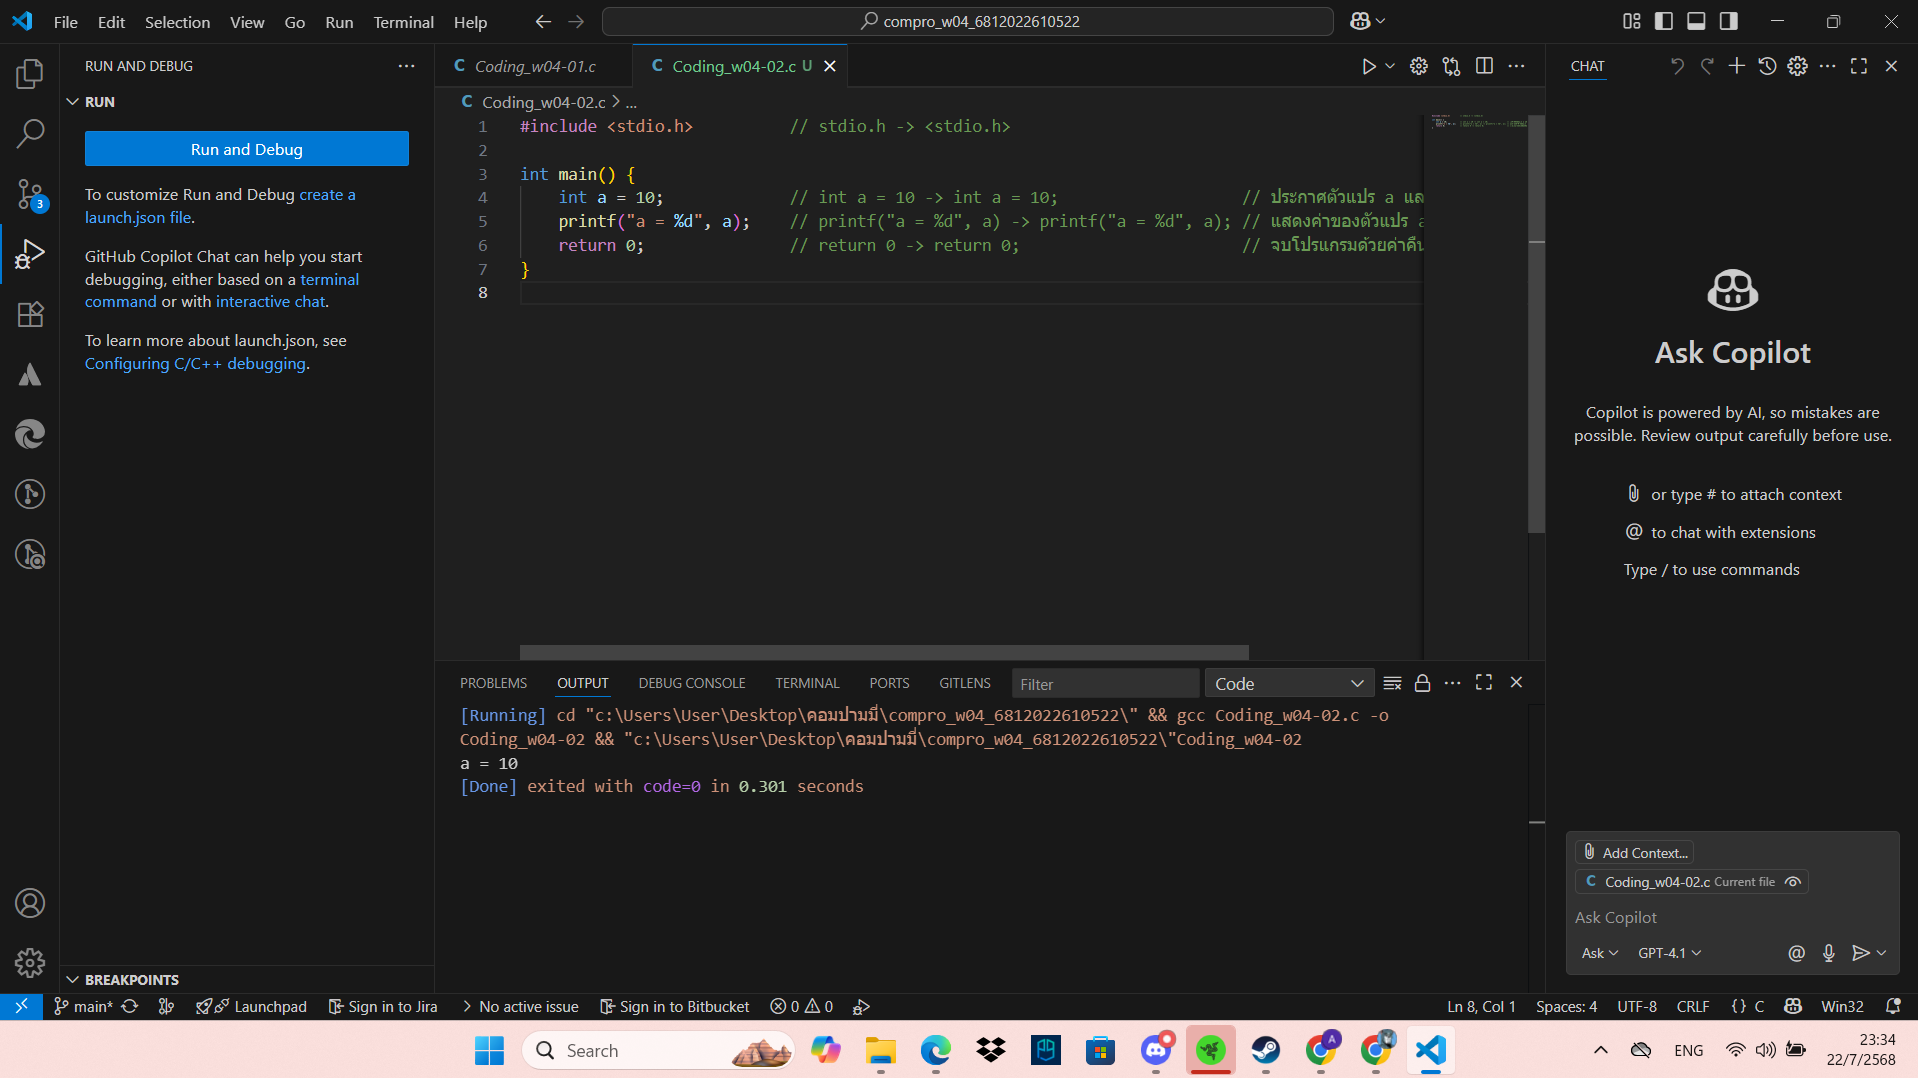 File Edit Selection View Go Run Terminal Help
compro_w04_6812022610522
RUN AND DEBUG
RUN
Run and Debug
To customize Run and Debug create a
launch.json file.
GitHub Copilot Chat can help you start
debugging, either based on a terminal
command or with interactive chat.
To learn more about launch.json, see
Configuring C/C++ debugging.
3
BREAKPOINTS
C Coding_w04-01.c
C Coding_w04-02.c U
C Coding_w04-02.c > ...
1 #include <stdio.h> // stdio.h -> <stdio.h>
2
3 int main() {
4 int a = 10; // int a = 10 -> int a = 10; // ประกาศตัวแปร a แล
5 printf("a = %d", a); // printf("a = %d", a) -> printf("a = %d", a); // แสดงค่าของตัวแปร a
6 return 0; // return 0 -> return 0; // จบโปรแกรมด้วยค่าคืน
7 }
8
PROBLEMS OUTPUT DEBUG CONSOLE TERMINAL PORTS GITLENS Filter Code
[Running] cd "c:\Users\User\Desktop\คอมปามมี่\compro_w04_6812022610522\" && gcc Coding_w04-02.c -o
Coding_w04-02 && "c:\Users\User\Desktop\คอมปามมี่\compro_w04_6812022610522\"Coding_w04-02
a = 10
[Done] exited with code=0 in 0.301 seconds
CHAT
Ask Copilot
Copilot is powered by AI, so mistakes are
possible. Review output carefully before use.
or type # to attach context
@ to chat with extensions
Type / to use commands
Add Context...
C Coding_w04-02.c Current file
Ask Copilot
Ask GPT-4.1 @
main* Launchpad Sign in to Jira > No active issue Sign in to Bitbucket 0 0
Ln 8, Col 1 Spaces: 4 UTF-8 CRLF {} C Win32
Search
A
ENG
23:34
22/7/2568